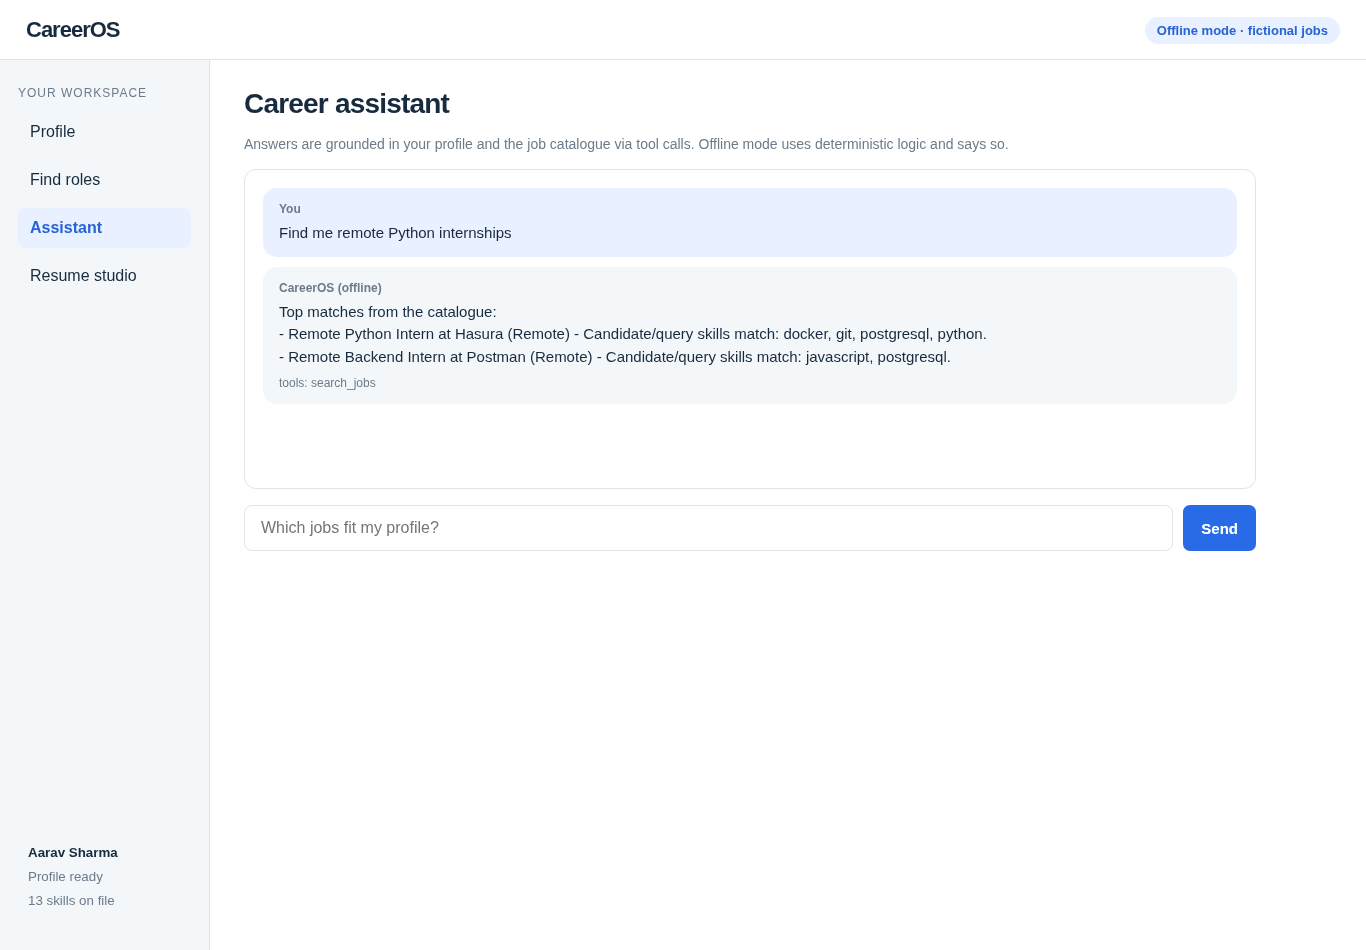 CareerOS
Offline mode · fictional jobs
YOUR WORKSPACE
Profile
Find roles
Assistant
Resume studio
Aarav Sharma
Profile ready
13 skills on file
Career assistant
Answers are grounded in your profile and the job catalogue via tool calls. Offline mode uses deterministic logic and says so.
You
Find me remote Python internships
CareerOS (offline)
Top matches from the catalogue:
- Remote Python Intern at Hasura (Remote) - Candidate/query skills match: docker, git, postgresql, python.
- Remote Backend Intern at Postman (Remote) - Candidate/query skills match: javascript, postgresql.
tools: search_jobs
Which jobs fit my profile?
Send